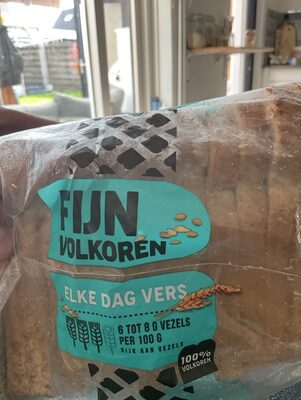 FIJN
VOLKOREN
ELKE DAG VERS
6 TOT 8 G VEZELS
PER 100 G
RIJK AAN VEZELS
100%
VOLKOREN